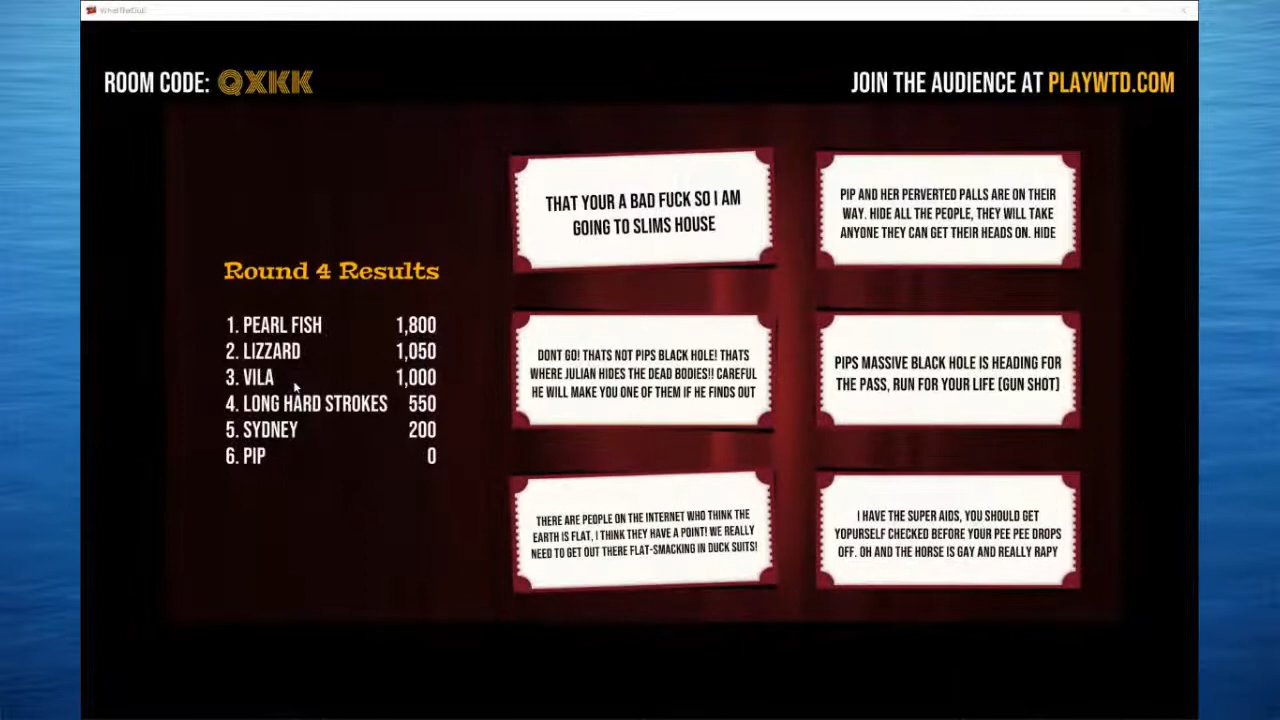 WhatTheDub
ROOM CODE: QXKK
JOIN THE AUDIENCE AT PLAYWTD.COM
Round 4 Results
1. PEARL FISH 1,800
2. LIZZARD 1,050
3. VILA 1,000
4. LONG HARD STROKES 550
5. SYDNEY 200
6. PIP 0
THAT YOUR A BAD FUCK SO I AM
GOING TO SLIMS HOUSE
PIP AND HER PERVERTED PALLS ARE ON THEIR
WAY. HIDE ALL THE PEOPLE, THEY WILL TAKE
ANYONE THEY CAN GET THEIR HEADS ON. HIDE
DONT GO! THATS NOT PIPS BLACK HOLE! THATS
WHERE JULIAN HIDES THE DEAD BODIES!! CAREFUL
HE WILL MAKE YOU ONE OF THEM IF HE FINDS OUT
PIPS MASSIVE BLACK HOLE IS HEADING FOR
THE PASS, RUN FOR YOUR LIFE (GUN SHOT)
THERE ARE PEOPLE ON THE INTERNET WHO THINK THE
EARTH IS FLAT, I THINK THEY HAVE A POINT! WE REALLY
NEED TO GET OUT THERE FLAT-SMACKING IN DUCK SUITS!
I HAVE THE SUPER AIDS, YOU SHOULD GET
YOPURSELF CHECKED BEFORE YOUR PEE PEE DROPS
OFF. OH AND THE HORSE IS GAY AND REALLY RAPY